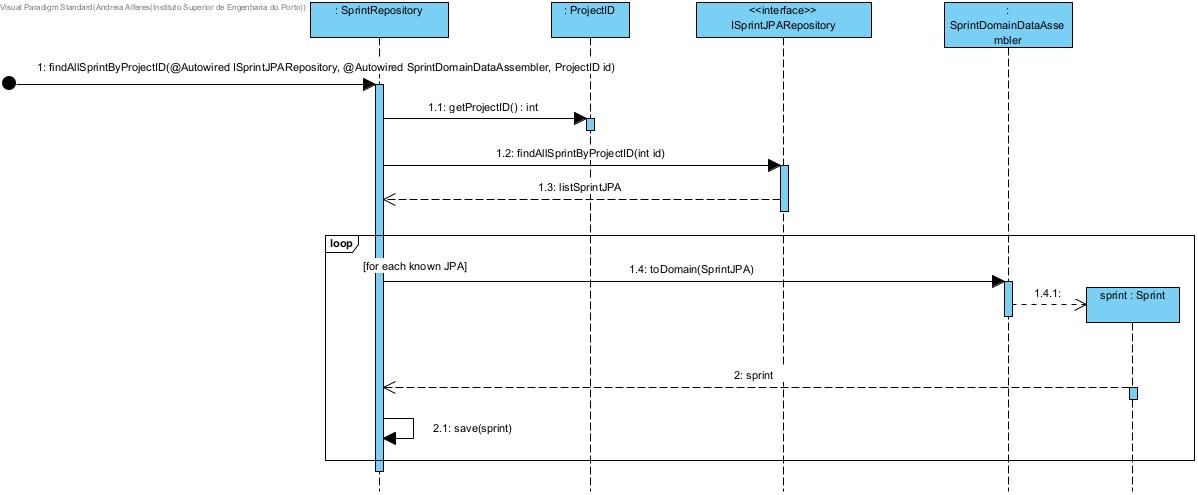 Visual Paradigm Standard(Andreia Alferes(Instituto Superior de Engenharia do Porto))
: SprintRepository
: ProjectID
<<interface>>
ISprintJPARepository
:
SprintDomainDataAsse
mbler
1: findAllSprintByProjectID(@Autowired ISprintJPARepository, @Autowired SprintDomainDataAssembler, ProjectID id)
1.1: getProjectID() : int
1.2: findAllSprintByProjectID(int id)
1.3: listSprintJPA
loop
[for each known JPA]
1.4: toDomain(SprintJPA)
1.4.1:
sprint : Sprint
2: sprint
2.1: save(sprint)